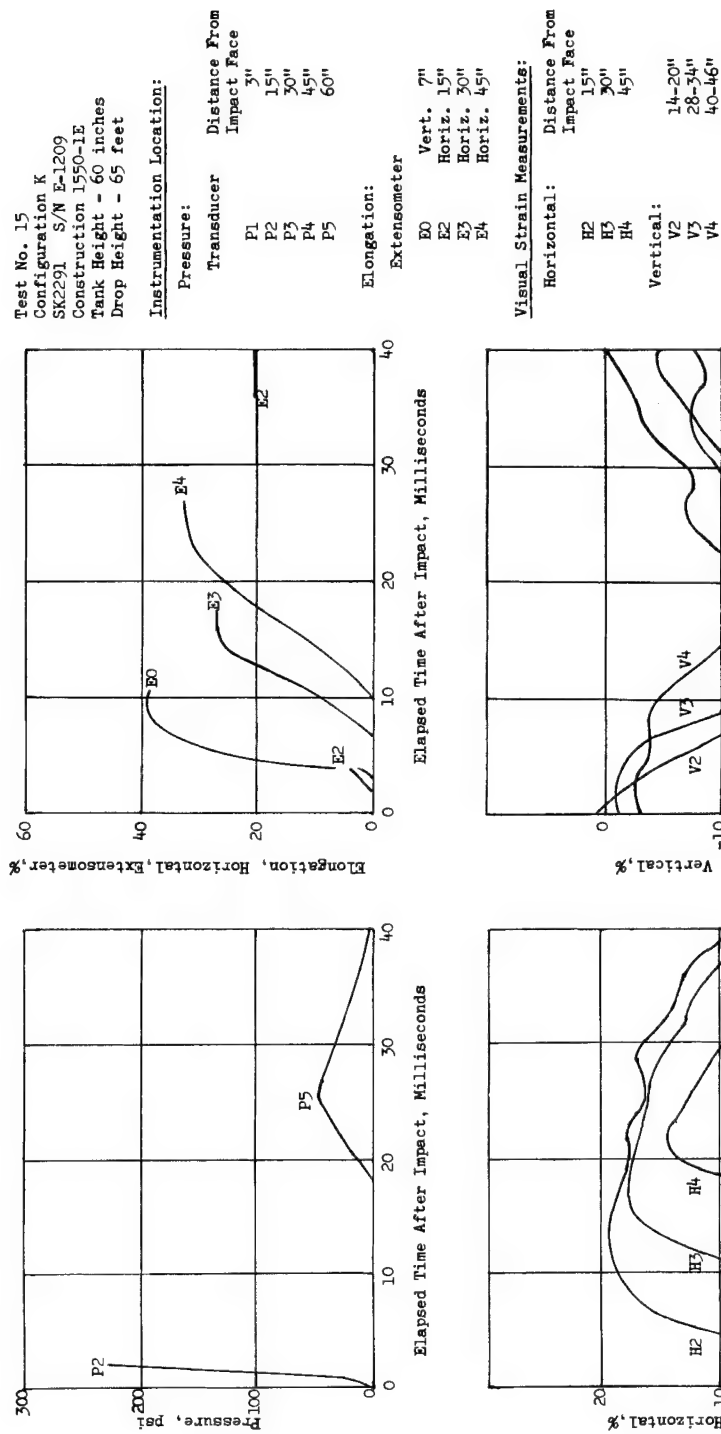 Test No. 15
Configuration K
SK2291 S/N E-1209
Construction 1550-1E
Tank Height - 60 inches
Drop Height - 65 feet
Instrumentation Location:
Pressure:
Transducer Distance From Impact Face
P1 3"
P2 15"
P3 30"
P4 45"
P5 60"
Elongation:
Extensometer
E0 Vert. 7"
E2 Horiz. 15"
E3 Horiz. 30"
E4 Horiz. 45"
Visual Strain Measurements:
Horizontal: Distance From Impact Face
H2 15"
H3 30"
H4 45"
Vertical:
V2 14-20"
V3 28-34"
V4 40-46"
Elongation, Horizontal, Extensometer, %
60
40
20
0
E0
E2
E3
E4
E2
0 10 20 30 40
Elapsed Time After Impact, Milliseconds
Vertical, %
0
-10
V2
V3
V4
Pressure, psi
300
200
100
0
P2
P5
0 10 20 30 40
Elapsed Time After Impact, Milliseconds
Horizontal, %
20
10
H2
H3
H4